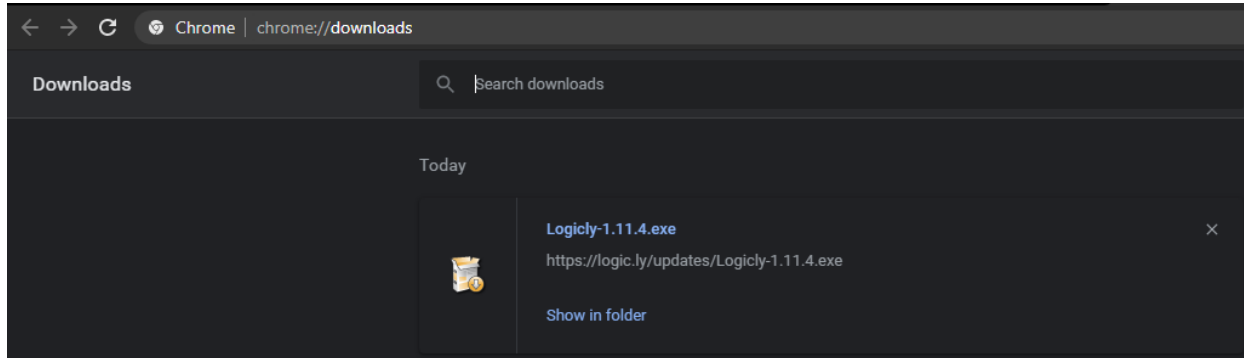 Chrome | chrome://downloads
Downloads
Search downloads
Today
Logicly-1.11.4.exe
https://logic.ly/updates/Logicly-1.11.4.exe
Show in folder